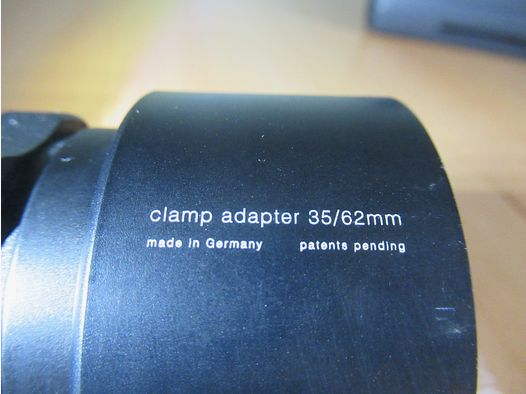 clamp adapter 35/62mm
made in Germany patents pending